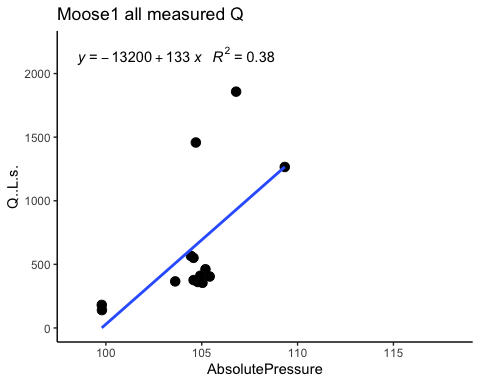 Moose1 all measured Q
y = − 13200 + 133 x R² = 0.38
2000
1500
1000
500
0
Q..L.s.
100 105 110 115
AbsolutePressure